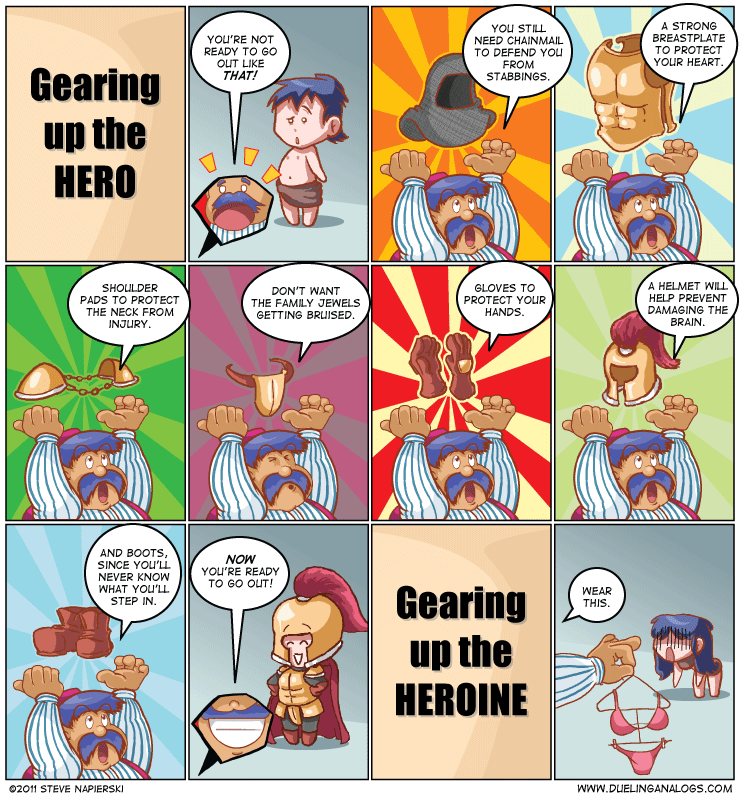 Gearing
up the
HERO
YOU'RE NOT
READY TO GO
OUT LIKE
THAT!
YOU STILL
NEED CHAINMAIL
TO DEFEND YOU
FROM
STABBINGS.
A STRONG
BREASTPLATE
TO PROTECT
YOUR HEART.
SHOULDER
PADS TO PROTECT
THE NECK FROM
INJURY.
DON'T WANT
THE FAMILY JEWELS
GETTING BRUISED.
GLOVES TO
PROTECT YOUR
HANDS.
A HELMET WILL
HELP PREVENT
DAMAGING THE
BRAIN.
AND BOOTS,
SINCE YOU'LL
NEVER KNOW
WHAT YOU'LL
STEP IN.
NOW
YOU'RE READY
TO GO OUT!
Gearing
up the
HEROINE
WEAR
THIS.
©2011 STEVE NAPIERSKI
WWW.DUELINGANALOGS.COM